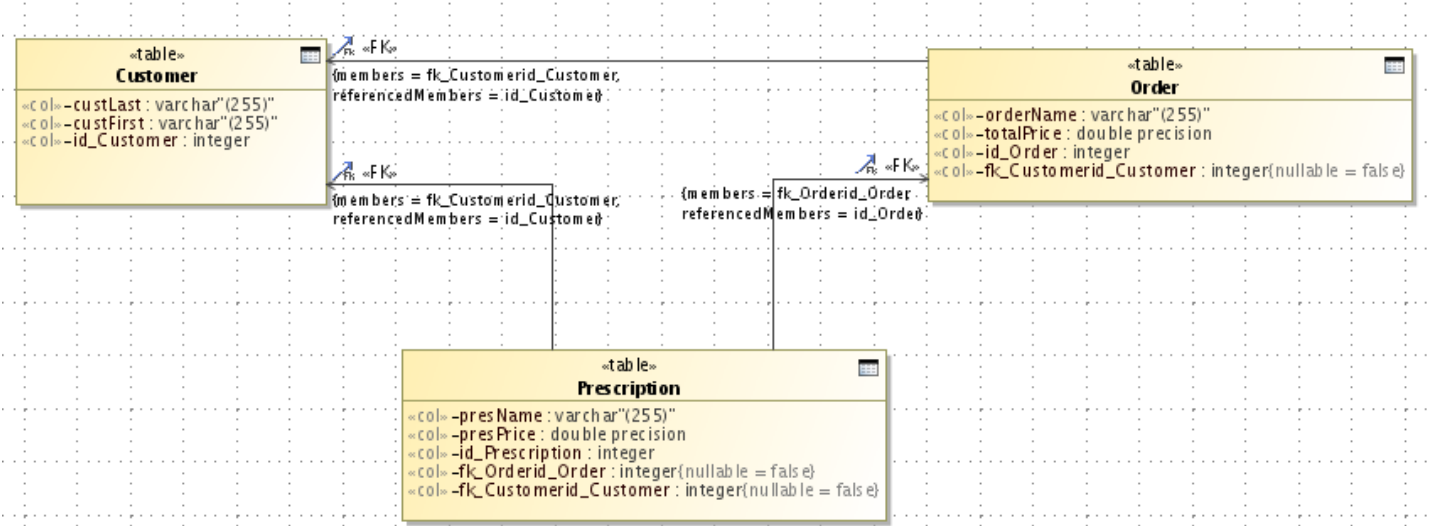 «table»
Customer
«col» -custLast : varchar"(255)"
«col» -custFirst : varchar"(255)"
«col» -id_Customer : integer
Fk «FK»
{members = fk_Customerid_Customer,
referencedMembers = id_Customer}
«table»
Order
«col» -orderName : varchar"(255)"
«col» -totalPrice : double precision
«col» -id_Order : integer
«col» -fk_Customerid_Customer : integer{nullable = false}
Fk «FK»
{members = fk_Customerid_Customer,
referencedMembers = id_Customer}
Fk «FK»
{members = fk_Orderid_Order,
referencedMembers = id_Order}
«table»
Prescription
«col» -presName : varchar"(255)"
«col» -presPrice : double precision
«col» -id_Prescription : integer
«col» -fk_Orderid_Order : integer{nullable = false}
«col» -fk_Customerid_Customer : integer{nullable = false}